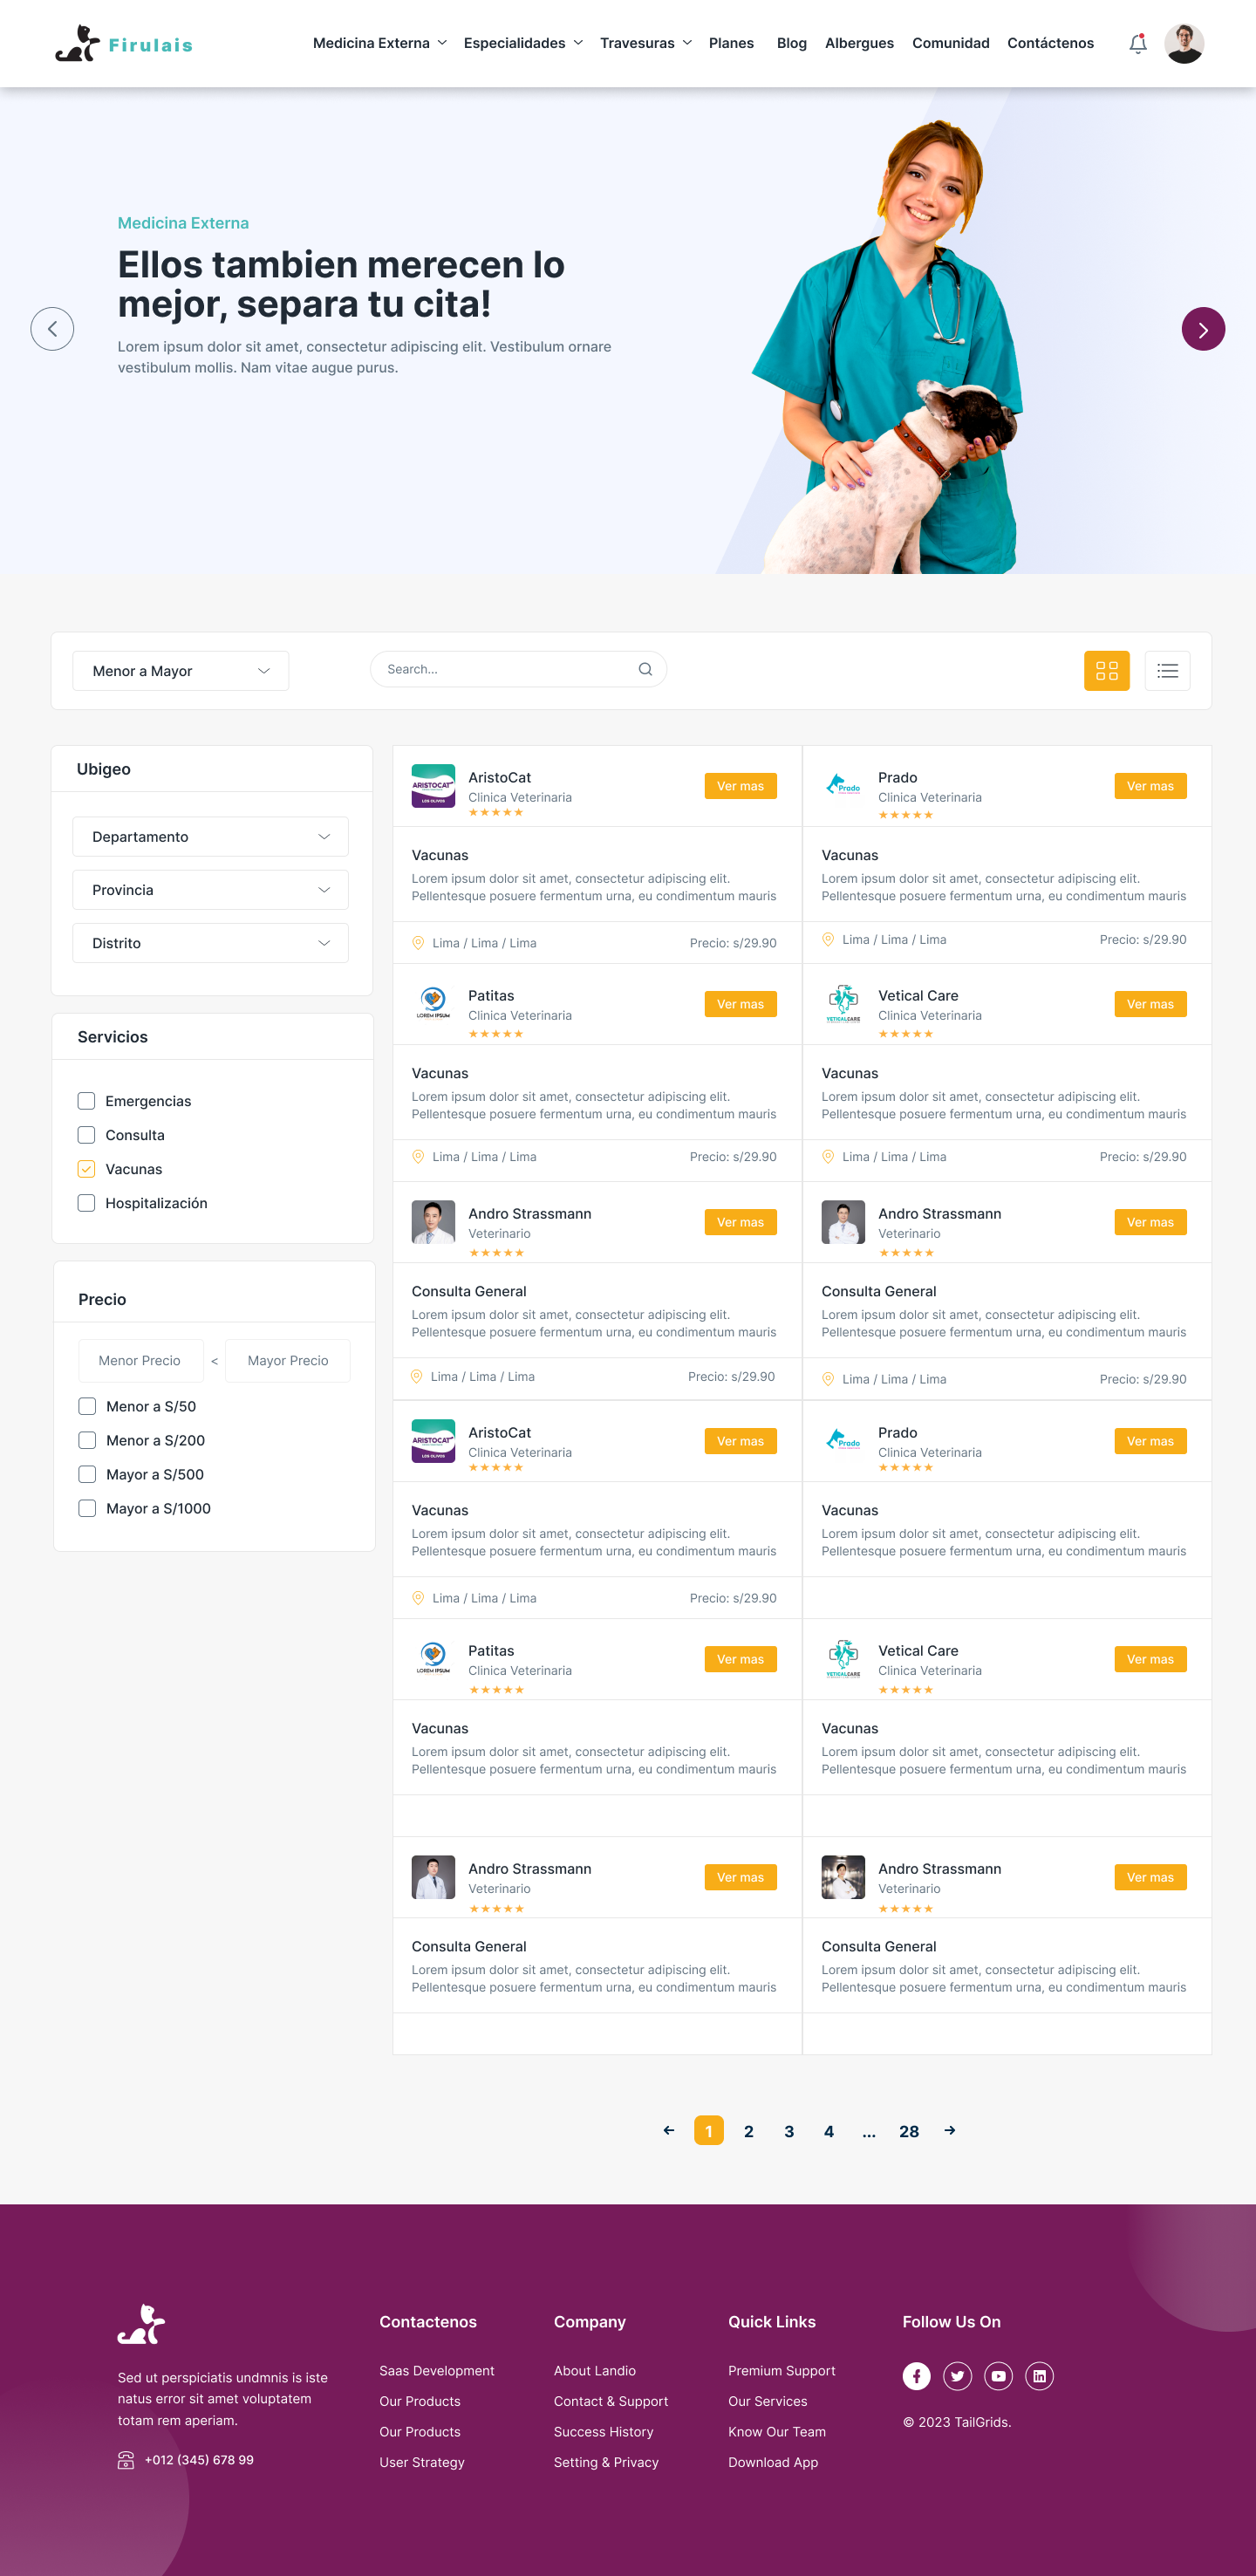 Firulais
Medicina Externa
Especialidades
Travesuras
Planes
Blog
Albergues
Comunidad
Contáctenos
Medicina Externa
Ellos tambien merecen lo
mejor, separa tu cita!
Lorem ipsum dolor sit amet, consectetur adipiscing elit. Vestibulum ornare
vestibulum mollis. Nam vitae augue purus.
Menor a Mayor
Search...
Ubigeo
Departamento
Provincia
Distrito
Servicios
Emergencias
Consulta
Vacunas
Hospitalización
Precio
Menor Precio < Mayor Precio
Menor a S/50
Menor a S/200
Mayor a S/500
Mayor a S/1000
ARISTOCAT
LOS OLIVOS
AristoCat
Clinica Veterinaria
Ver mas
Vacunas
Lorem ipsum dolor sit amet, consectetur adipiscing elit.
Pellentesque posuere fermentum urna, eu condimentum mauris
Lima / Lima / Lima
Precio: s/29.90
Prado
Prado
Clinica Veterinaria
Ver mas
Vacunas
Lorem ipsum dolor sit amet, consectetur adipiscing elit.
Pellentesque posuere fermentum urna, eu condimentum mauris
Lima / Lima / Lima
Precio: s/29.90
LOREM IPSUM
Patitas
Clinica Veterinaria
Ver mas
Vacunas
Lorem ipsum dolor sit amet, consectetur adipiscing elit.
Pellentesque posuere fermentum urna, eu condimentum mauris
Lima / Lima / Lima
Precio: s/29.90
VETICALCARE
Vetical Care
Clinica Veterinaria
Ver mas
Vacunas
Lorem ipsum dolor sit amet, consectetur adipiscing elit.
Pellentesque posuere fermentum urna, eu condimentum mauris
Lima / Lima / Lima
Precio: s/29.90
Andro Strassmann
Veterinario
Ver mas
Consulta General
Lorem ipsum dolor sit amet, consectetur adipiscing elit.
Pellentesque posuere fermentum urna, eu condimentum mauris
Lima / Lima / Lima
Precio: s/29.90
Andro Strassmann
Veterinario
Ver mas
Consulta General
Lorem ipsum dolor sit amet, consectetur adipiscing elit.
Pellentesque posuere fermentum urna, eu condimentum mauris
Lima / Lima / Lima
Precio: s/29.90
ARISTOCAT
LOS OLIVOS
AristoCat
Clinica Veterinaria
Ver mas
Vacunas
Lorem ipsum dolor sit amet, consectetur adipiscing elit.
Pellentesque posuere fermentum urna, eu condimentum mauris
Lima / Lima / Lima
Precio: s/29.90
Prado
Prado
Clinica Veterinaria
Ver mas
Vacunas
Lorem ipsum dolor sit amet, consectetur adipiscing elit.
Pellentesque posuere fermentum urna, eu condimentum mauris
LOREM IPSUM
Patitas
Clinica Veterinaria
Ver mas
Vacunas
Lorem ipsum dolor sit amet, consectetur adipiscing elit.
Pellentesque posuere fermentum urna, eu condimentum mauris
VETICALCARE
Vetical Care
Clinica Veterinaria
Ver mas
Vacunas
Lorem ipsum dolor sit amet, consectetur adipiscing elit.
Pellentesque posuere fermentum urna, eu condimentum mauris
Andro Strassmann
Veterinario
Ver mas
Consulta General
Lorem ipsum dolor sit amet, consectetur adipiscing elit.
Pellentesque posuere fermentum urna, eu condimentum mauris
Andro Strassmann
Veterinario
Ver mas
Consulta General
Lorem ipsum dolor sit amet, consectetur adipiscing elit.
Pellentesque posuere fermentum urna, eu condimentum mauris
1 2 3 4 ... 28
Sed ut perspiciatis undmnis is iste
natus error sit amet voluptatem
totam rem aperiam.
+012 (345) 678 99
Contactenos
Saas Development
Our Products
Our Products
User Strategy
Company
About Landio
Contact & Support
Success History
Setting & Privacy
Quick Links
Premium Support
Our Services
Know Our Team
Download App
Follow Us On
© 2023 TailGrids.